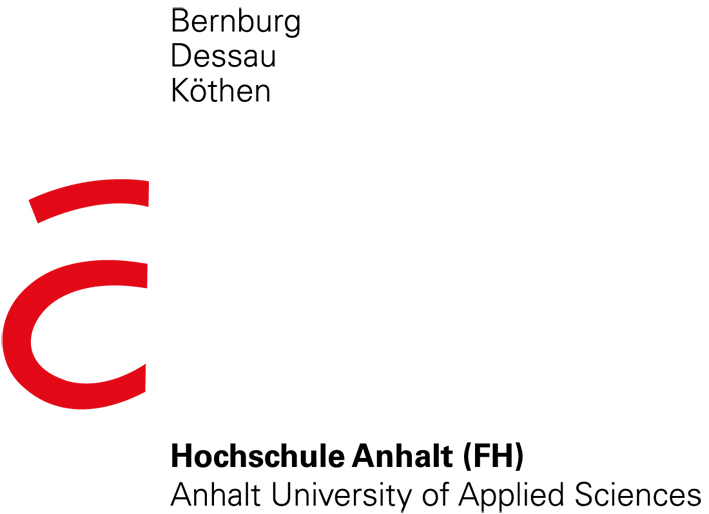 Bernburg
Dessau
Köthen
Hochschule Anhalt (FH)
Anhalt University of Applied Sciences